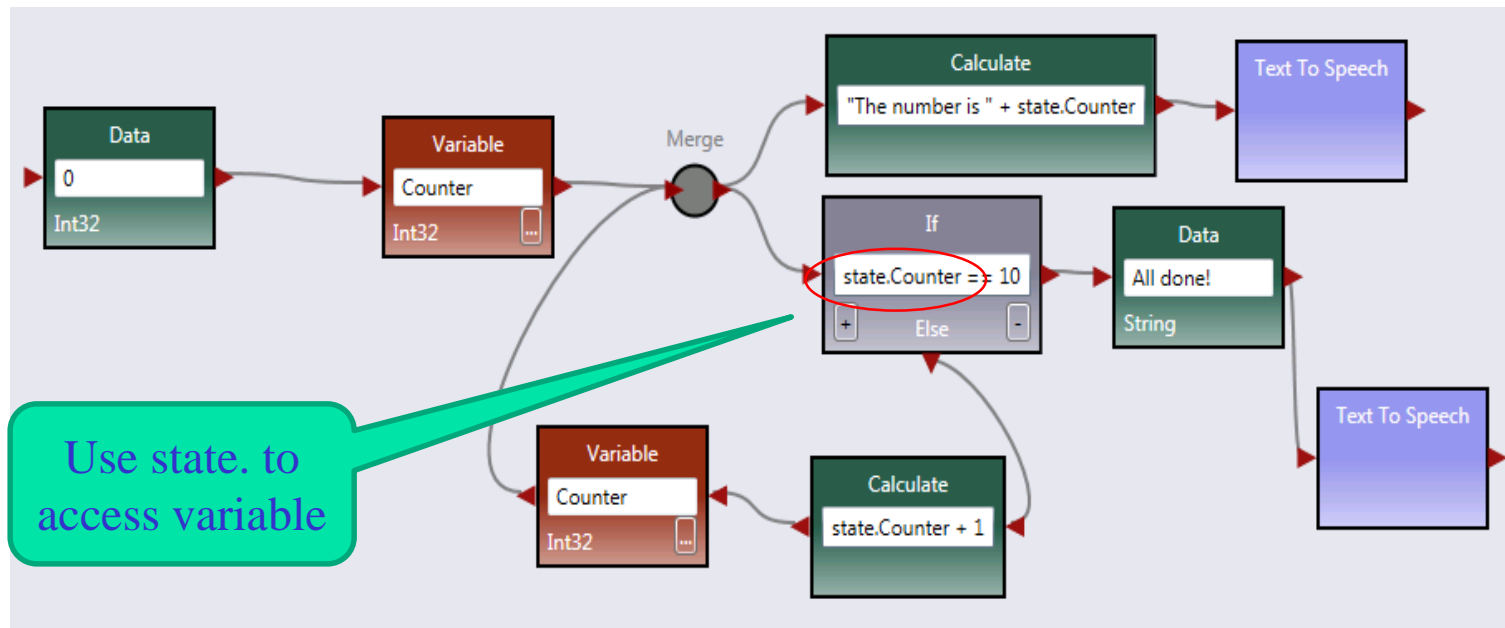 Data
0
Int32
Variable
Counter
Int32
...
Merge
Calculate
"The number is " + state.Counter
Text To Speech
If
state.Counter == 10
+
Else
-
Data
All done!
String
Text To Speech
Use state. to
access variable
Variable
Counter
Int32
...
Calculate
state.Counter + 1